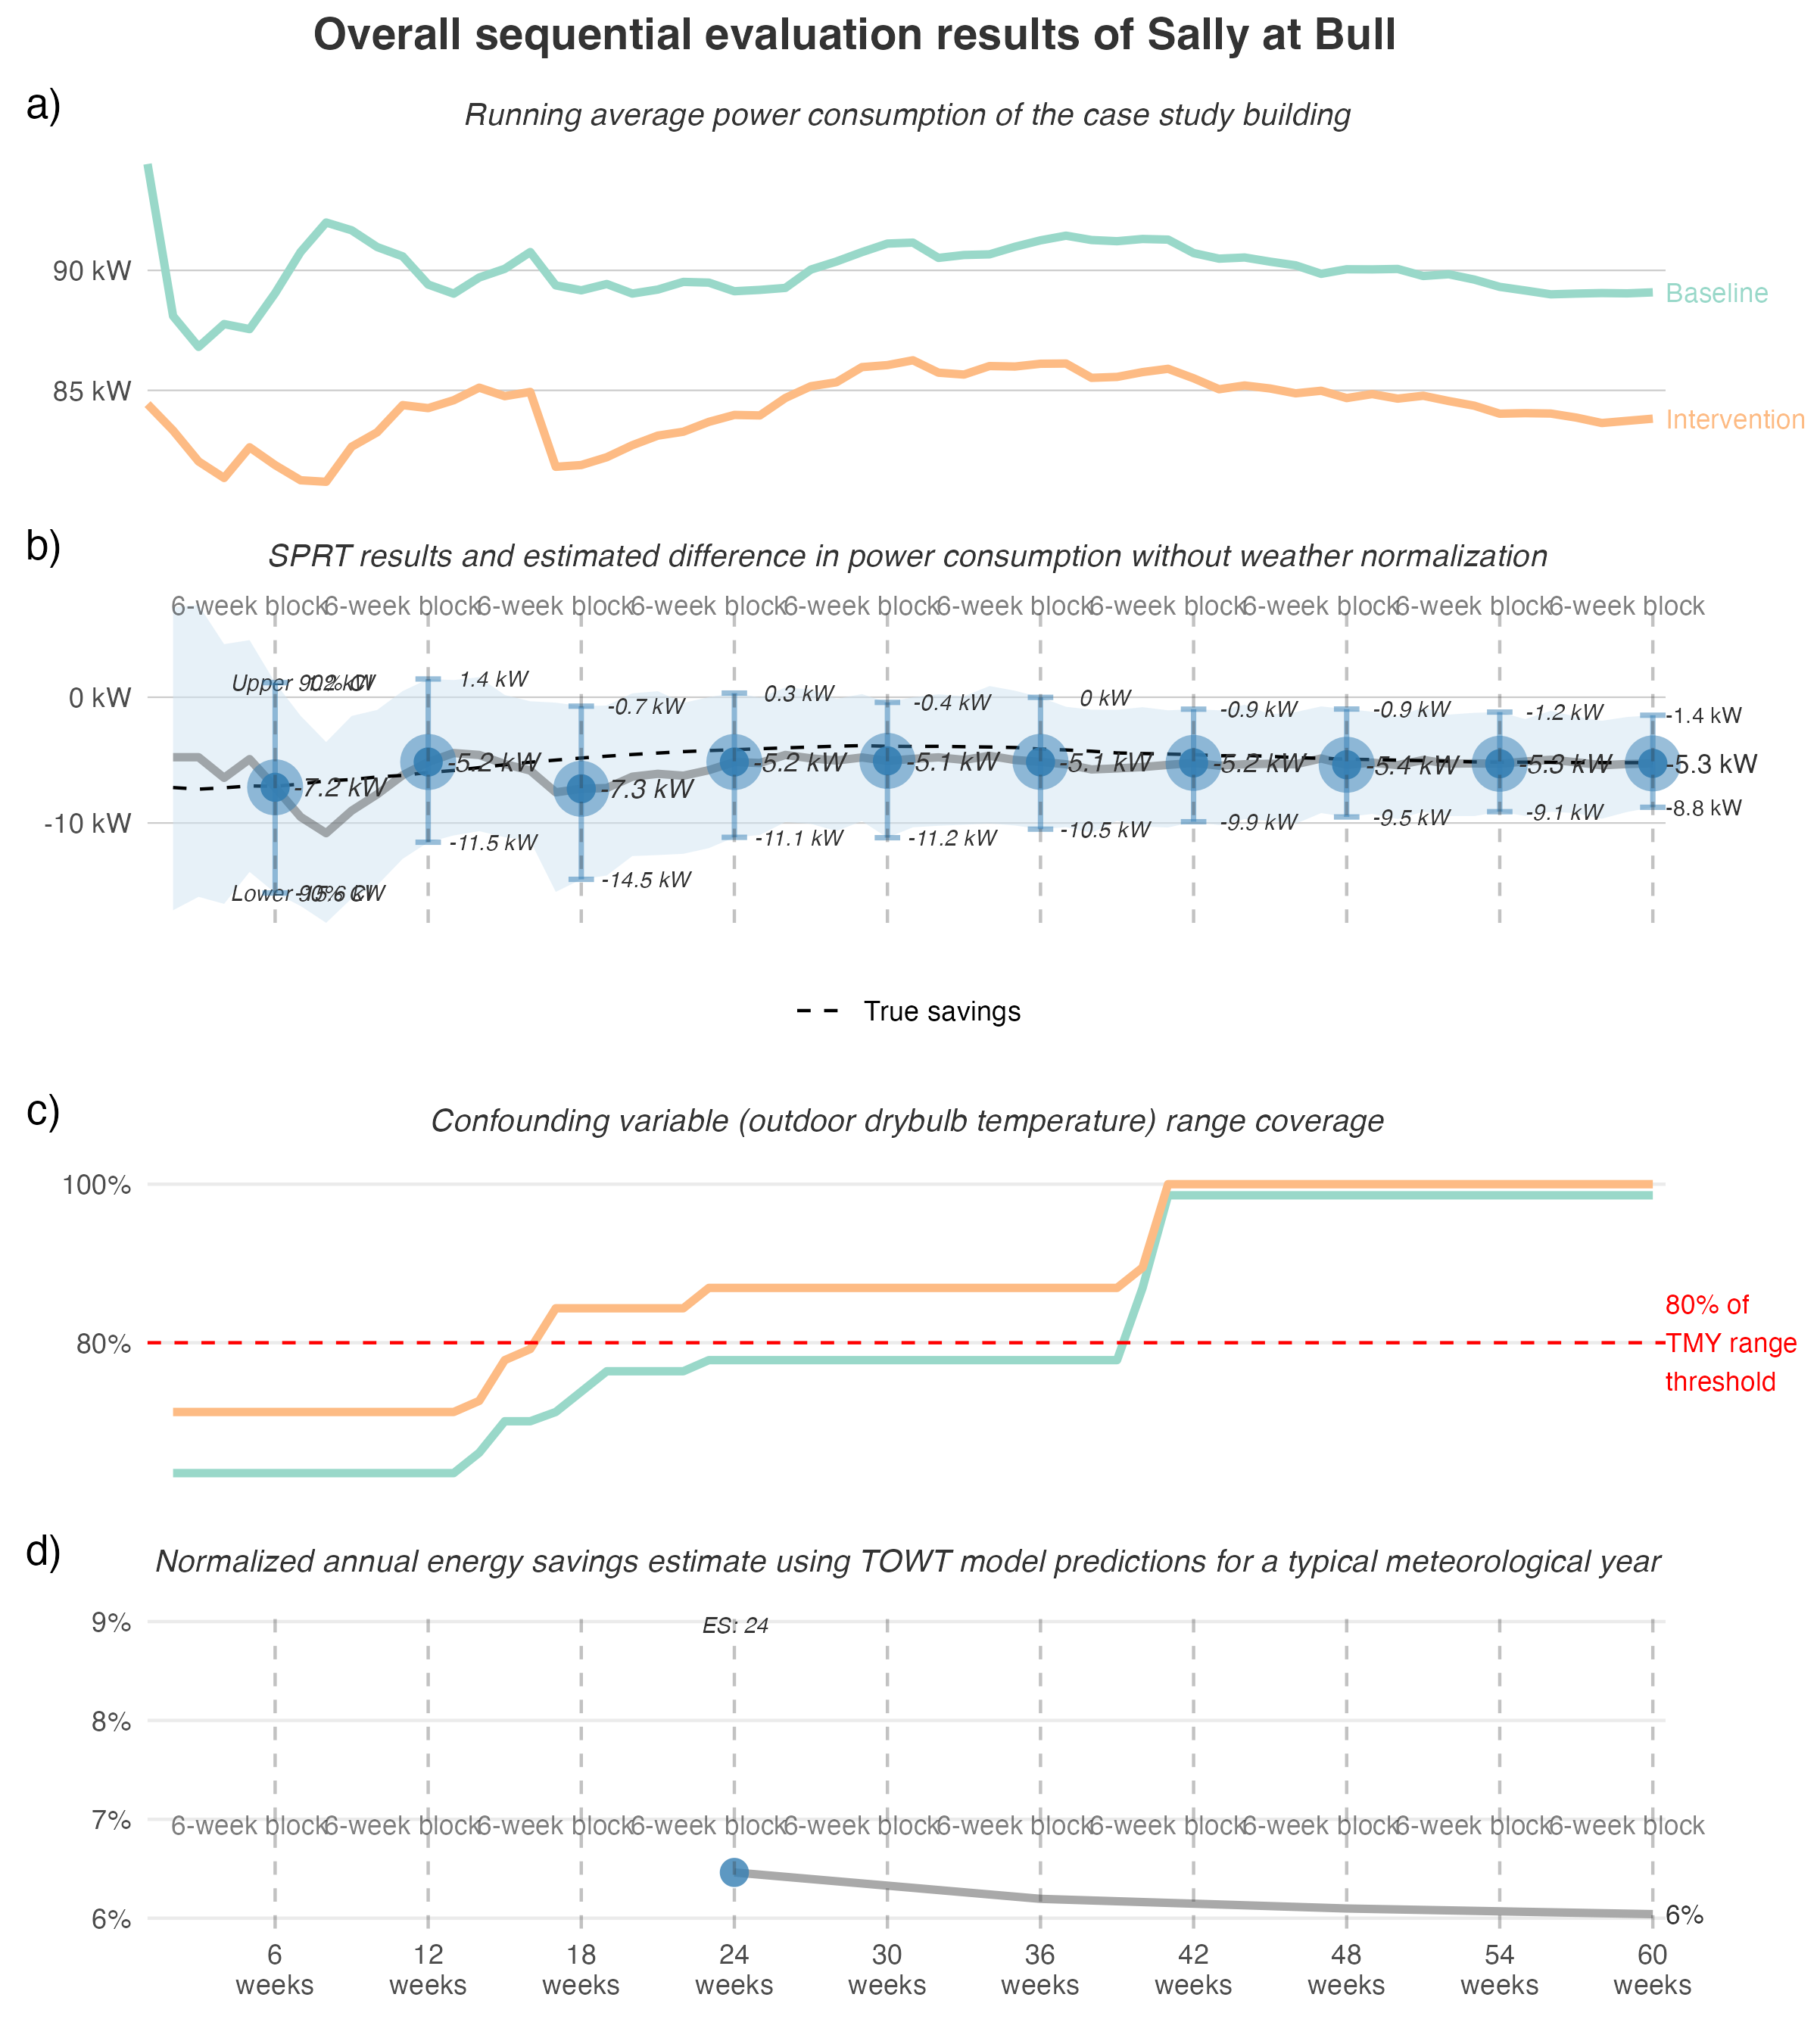 Overall sequential evaluation results of Sally at Bull
a)
Running average power consumption of the case study building
90 kW
85 kW
Baseline
Intervention
b)
SPRT results and estimated difference in power consumption without weather normalization
6-week block 6-week block 6-week block 6-week block 6-week block 6-week block 6-week block 6-week block 6-week block 6-week block
0 kW
-10 kW
Upper 90% CI 1.2 kW 1.4 kW -0.7 kW 0.3 kW -0.4 kW 0 kW -0.9 kW -0.9 kW -1.2 kW -1.4 kW
-7.2 kW -5.2 kW -7.3 kW -5.2 kW -5.1 kW -5.1 kW -5.2 kW -5.4 kW -5.3 kW -5.3 kW
Lower 90% CI -15.6 kW -11.5 kW -14.5 kW -11.1 kW -11.2 kW -10.5 kW -9.9 kW -9.5 kW -9.1 kW -8.8 kW
True savings
c)
Confounding variable (outdoor drybulb temperature) range coverage
100%
80%
80% of
TMY range
threshold
d)
Normalized annual energy savings estimate using TOWT model predictions for a typical meteorological year
9%
ES: 24
8%
7%
6-week block 6-week block 6-week block 6-week block 6-week block 6-week block 6-week block 6-week block 6-week block 6-week block
6%
6%
6 12 18 24 30 36 42 48 54 60
weeks weeks weeks weeks weeks weeks weeks weeks weeks weeks